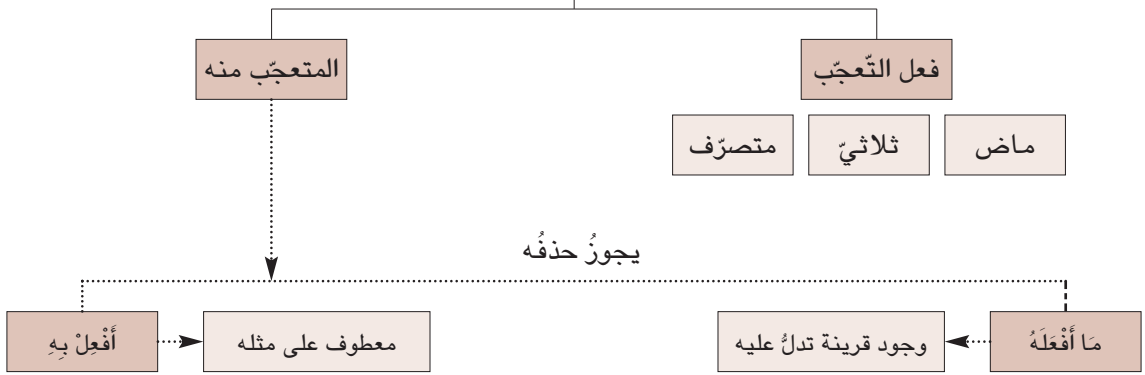 فعل التّعجّب
المتعجّب منه
ماض
ثلاثيّ
متصرّف
يجوزُ حذفُه
مَا أَفْعَلَهُ
وجود قرينة تدلُّ عليه
معطوف على مثله
أَفْعِلْ بِهِ